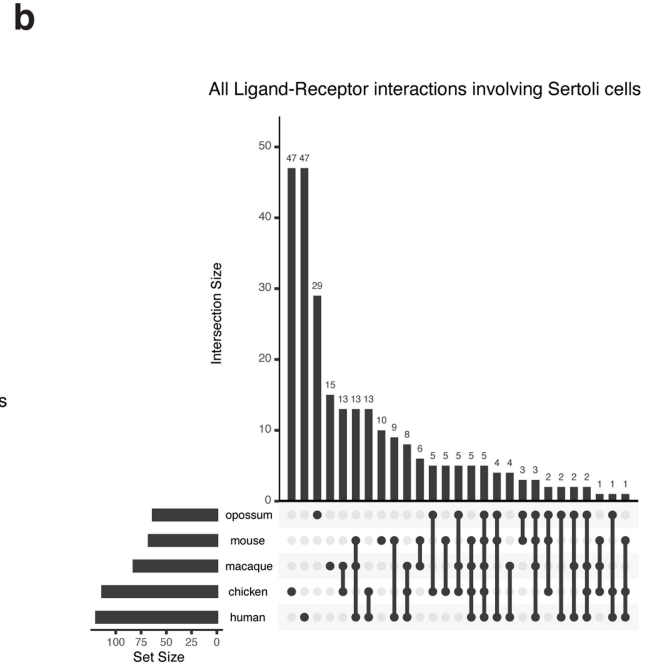 b
All Ligand-Receptor interactions involving Sertoli cells
50
40
30
20
10
0
Intersection Size
47 47 29 15 13 13 13 10 9 8 6 5 5 5 5 5 4 4 3 3 2 2 2 2 1 1 1
s
opossum
mouse
macaque
chicken
human
100 75 50 25 0
Set Size